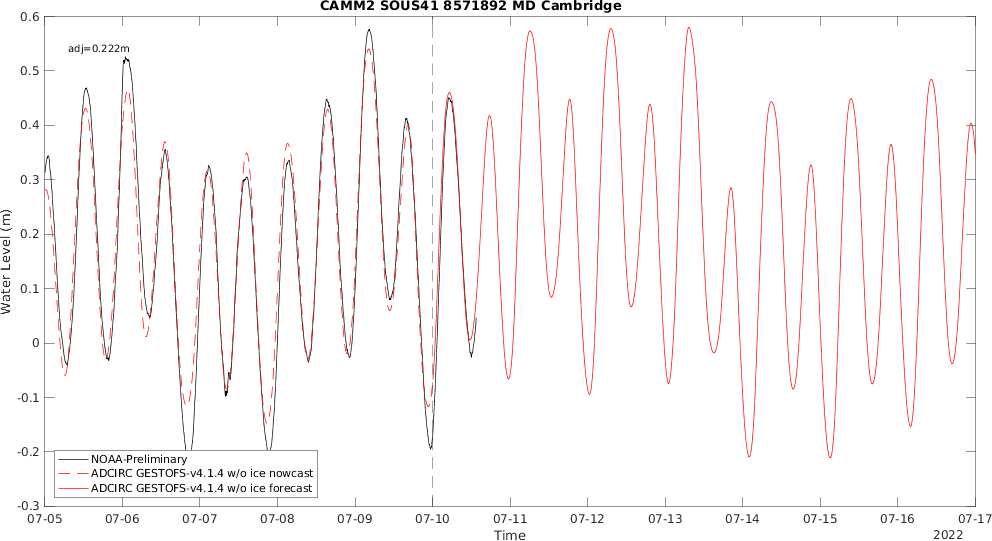 CAMM2 SOUS41 8571892 MD Cambridge
adj=0.222m
0.6
0.5
0.4
0.3
0.2
0.1
0
-0.1
-0.2
-0.3
Water Level (m)
NOAA-Preliminary
ADCIRC GESTOFS-v4.1.4 w/o ice nowcast
ADCIRC GESTOFS-v4.1.4 w/o ice forecast
07-05 07-06 07-07 07-08 07-09 07-10 07-11 07-12 07-13 07-14 07-15 07-16 07-17
Time
2022